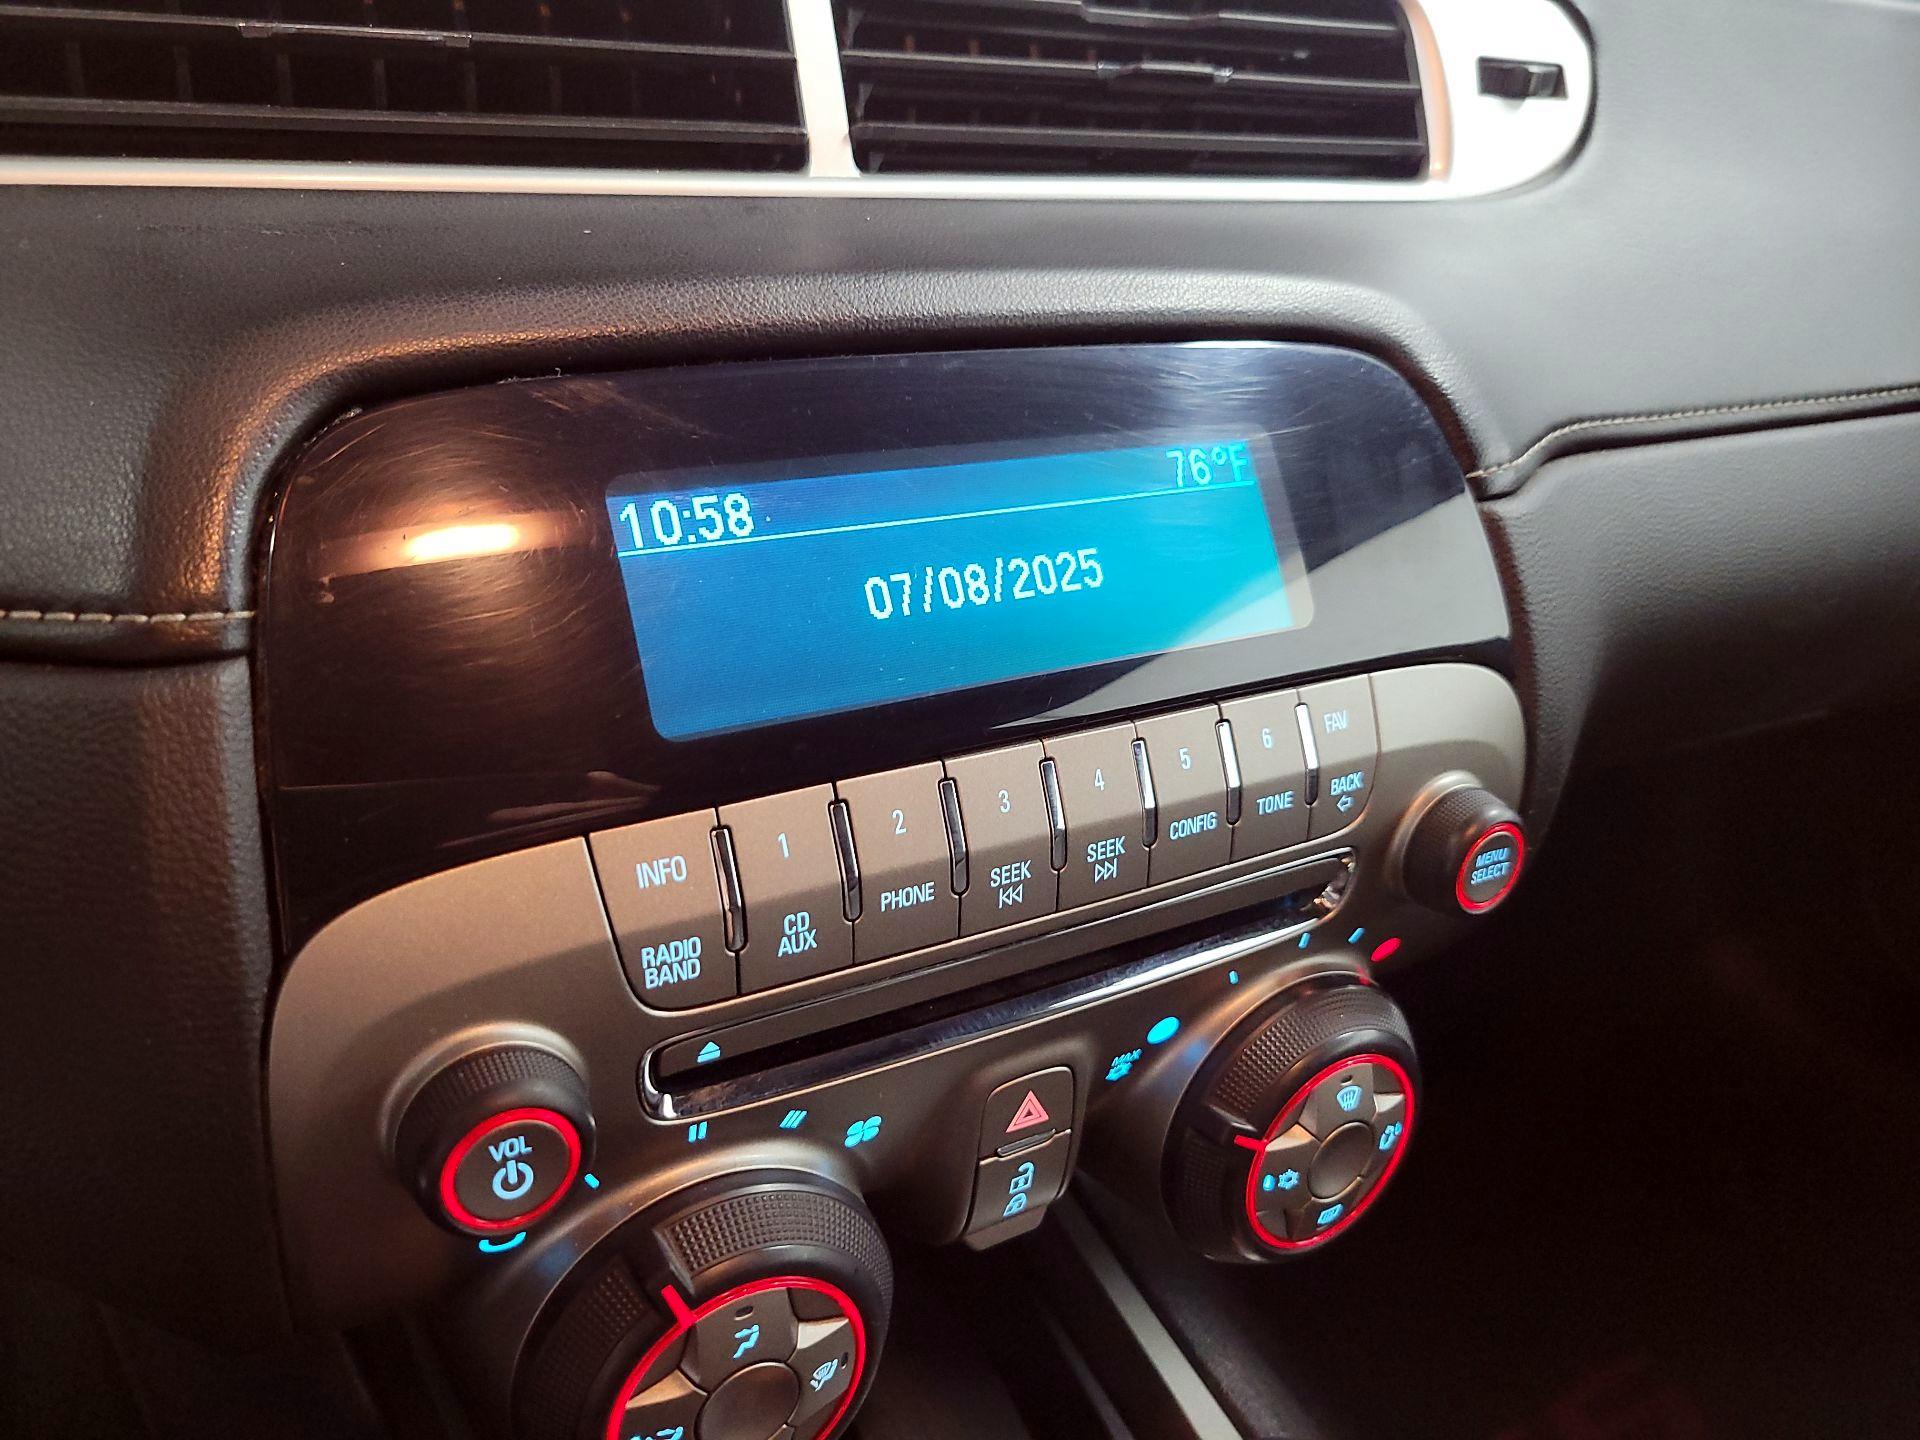 76°F
10:58
07/08/2025
INFO
1
2
3
4
5
6
FAV
RADIO
BAND
CD
AUX
PHONE
SEEK
SEEK
CONFIG
TONE
BACK
MENU
SELECT
VOL
MAX